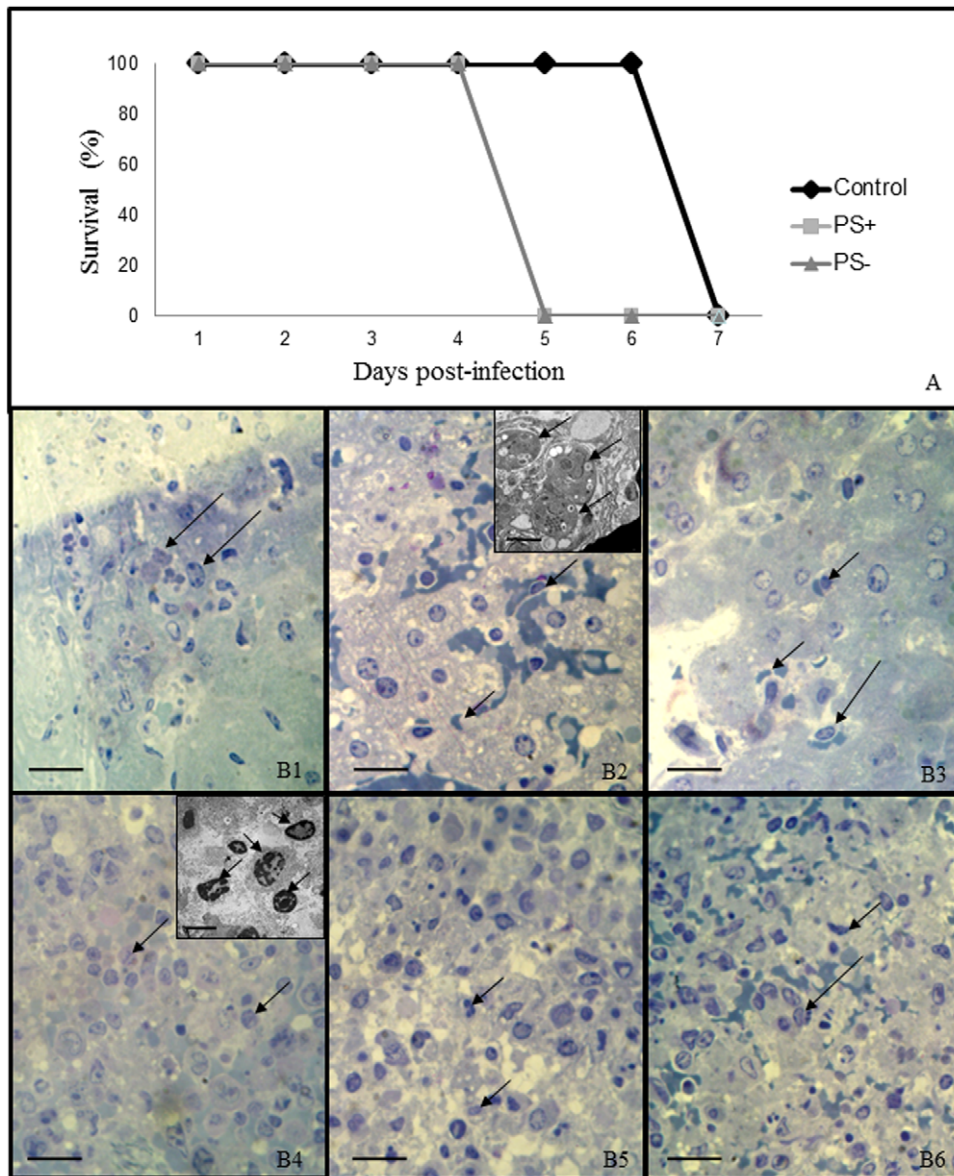 100
80
60
40
20
0
Survival (%)
1 2 3 4 5 6 7
Days post-infection
Control
PS+
PS-
A
B1
B2
B3
B4
B5
B6